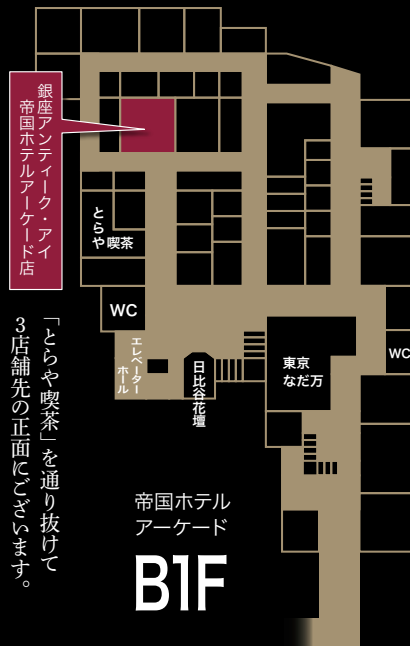 銀座アンティーク・アイ
帝国ホテルアーケード店
とらや喫茶
WC
エレベーター
ホール
日比谷花壇
東京
なだ万
WC
「とらや喫茶」を通り抜けて
３店舗先の正面にございます。
帝国ホテル
アーケード
B1F